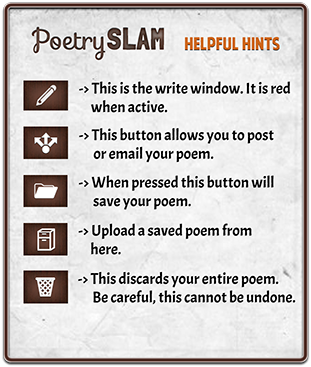 PoetrySLAM HELPFUL HINTS
-> This is the write window. It is red
when active.
-> This button allows you to post
or email your poem.
-> When pressed this button will
save your poem.
-> Upload a saved poem from
here.
-> This discards your entire poem.
Be careful, this cannot be undone.